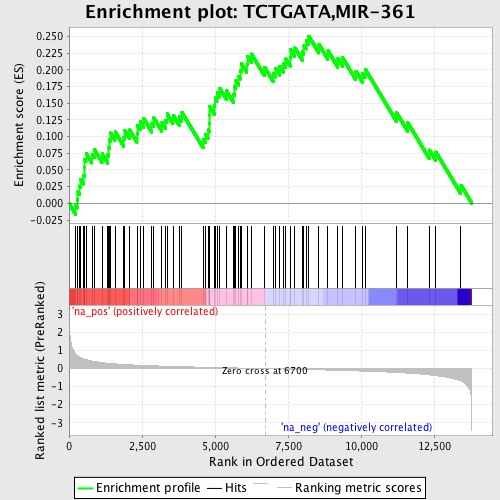 Enrichment plot: TCTGATA,MIR-361
Enrichment score (ES)
0.250
0.225
0.200
0.175
0.150
0.125
0.100
0.075
0.050
0.025
0.000
-0.025
'na_pos' (positively correlated)
Ranked list metric (PreRanked)
3
2
1
0
-1
-2
-3
Zero cross at 6700
'na_neg' (negatively correlated)
0 2,500 5,000 7,500 10,000 12,500
Rank in Ordered Dataset
Enrichment profile Hits Ranking metric scores